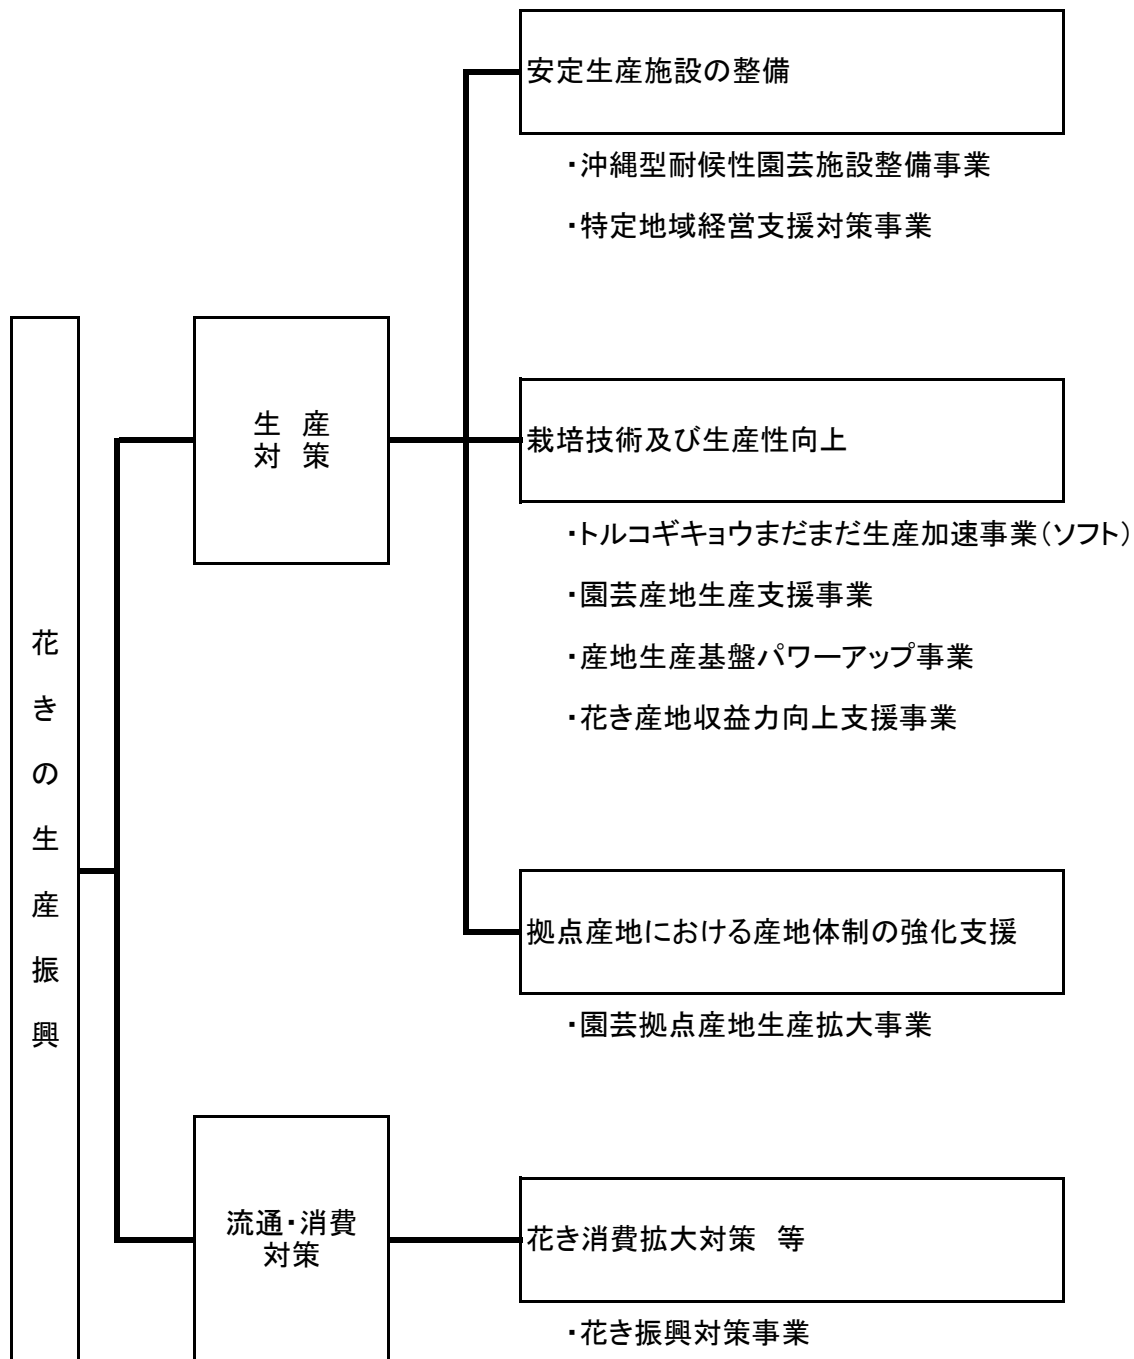 花きの生産振興
生　産
対　策
安定生産施設の整備
・沖縄型耐候性園芸施設整備事業
・特定地域経営支援対策事業
栽培技術及び生産性向上
・トルコギキョウまだまだ生産加速事業（ソフト）
・園芸産地生産支援事業
・産地生産基盤パワーアップ事業
・花き産地収益力向上支援事業
拠点産地における産地体制の強化支援
・園芸拠点産地生産拡大事業
流通・消費
対策
花き消費拡大対策　等
・花き振興対策事業